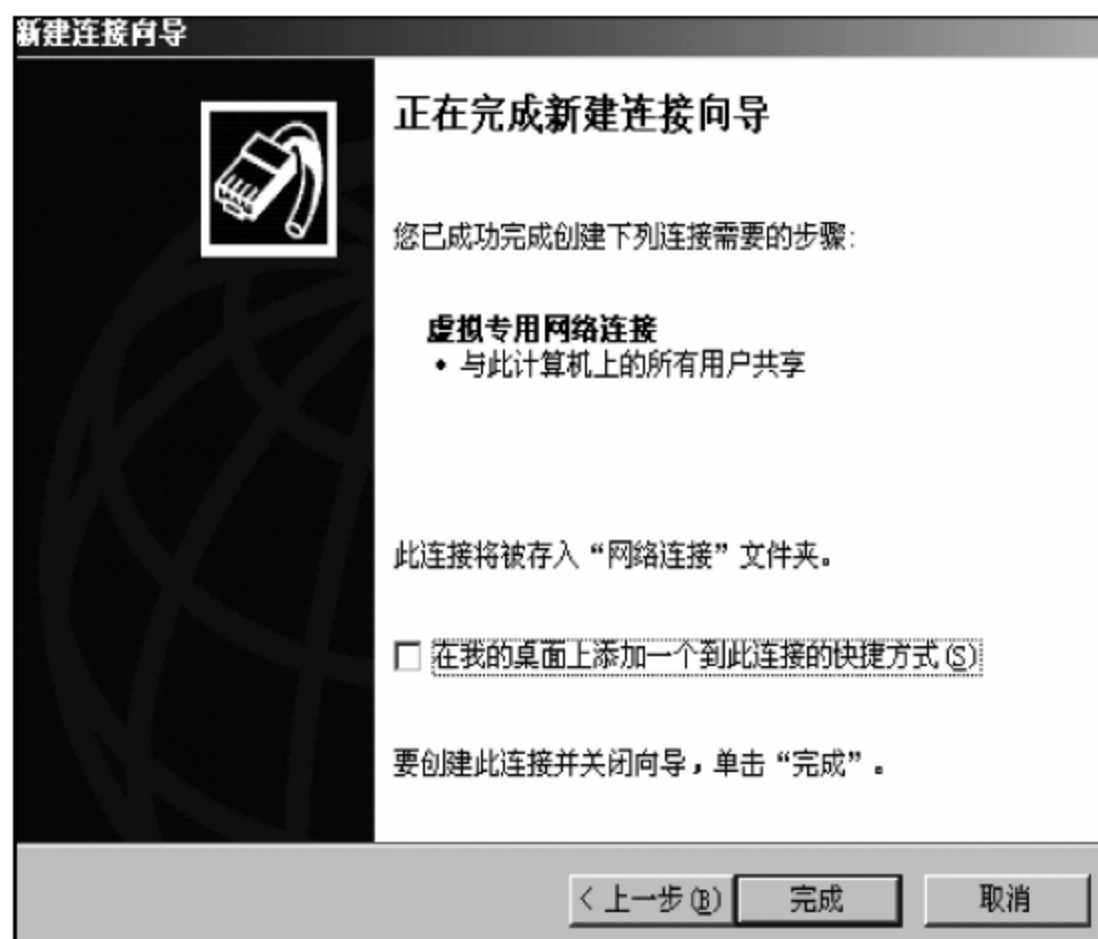 新建连接向导
正在完成新建连接向导
您已成功完成创建下列连接需要的步骤:
虚拟专用网络连接
• 与此计算机上的所有用户共享
此连接将被存入“网络连接”文件夹。
在我的桌面上添加一个到此连接的快捷方式(S)
要创建此连接并关闭向导，单击“完成”。
< 上一步(B)
完成
取消